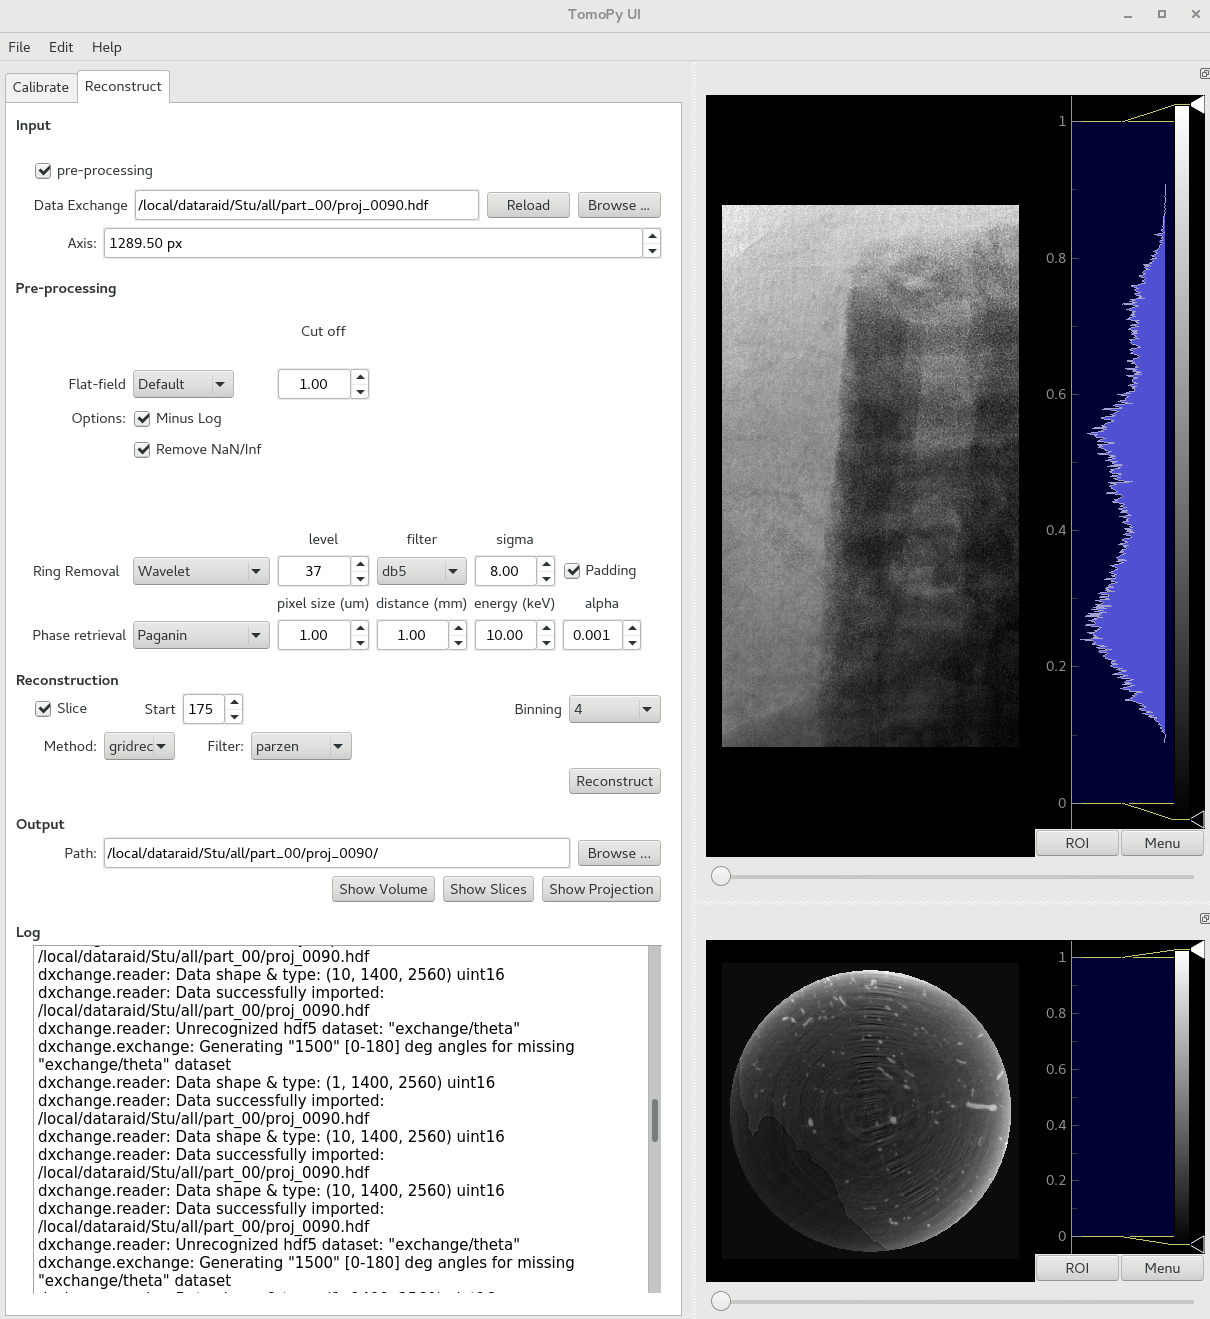 TomoPy UI
File Edit Help
Calibrate Reconstruct
Input
pre-processing
Data Exchange /local/dataraid/Stu/all/part_00/proj_0090.hdf Reload Browse ...
Axis: 1289.50 px
Pre-processing
Cut off
Flat-field Default 1.00
Options: Minus Log
Remove NaN/Inf
level filter sigma
Ring Removal Wavelet 37 db5 8.00 Padding
pixel size (um) distance (mm) energy (keV) alpha
Phase retrieval Paganin 1.00 1.00 10.00 0.001
Reconstruction
Slice Start 175 Binning 4
Method: gridrec Filter: parzen
Reconstruct
Output
Path: /local/dataraid/Stu/all/part_00/proj_0090/ Browse ...
Show Volume Show Slices Show Projection
Log
/local/dataraid/Stu/all/part_00/proj_0090.hdf
dxchange.reader: Data shape & type: (10, 1400, 2560) uint16
dxchange.reader: Data successfully imported:
/local/dataraid/Stu/all/part_00/proj_0090.hdf
dxchange.reader: Unrecognized hdf5 dataset: "exchange/theta"
dxchange.exchange: Generating "1500" [0-180] deg angles for missing
"exchange/theta" dataset
dxchange.reader: Data shape & type: (1, 1400, 2560) uint16
dxchange.reader: Data successfully imported:
/local/dataraid/Stu/all/part_00/proj_0090.hdf
dxchange.reader: Data shape & type: (10, 1400, 2560) uint16
dxchange.reader: Data successfully imported:
/local/dataraid/Stu/all/part_00/proj_0090.hdf
dxchange.reader: Data shape & type: (10, 1400, 2560) uint16
dxchange.reader: Data successfully imported:
/local/dataraid/Stu/all/part_00/proj_0090.hdf
dxchange.reader: Unrecognized hdf5 dataset: "exchange/theta"
dxchange.exchange: Generating "1500" [0-180] deg angles for missing
"exchange/theta" dataset
1
0.8
0.6
0.4
0.2
0
ROI Menu
1
0.8
0.6
0.4
0.2
0
ROI Menu